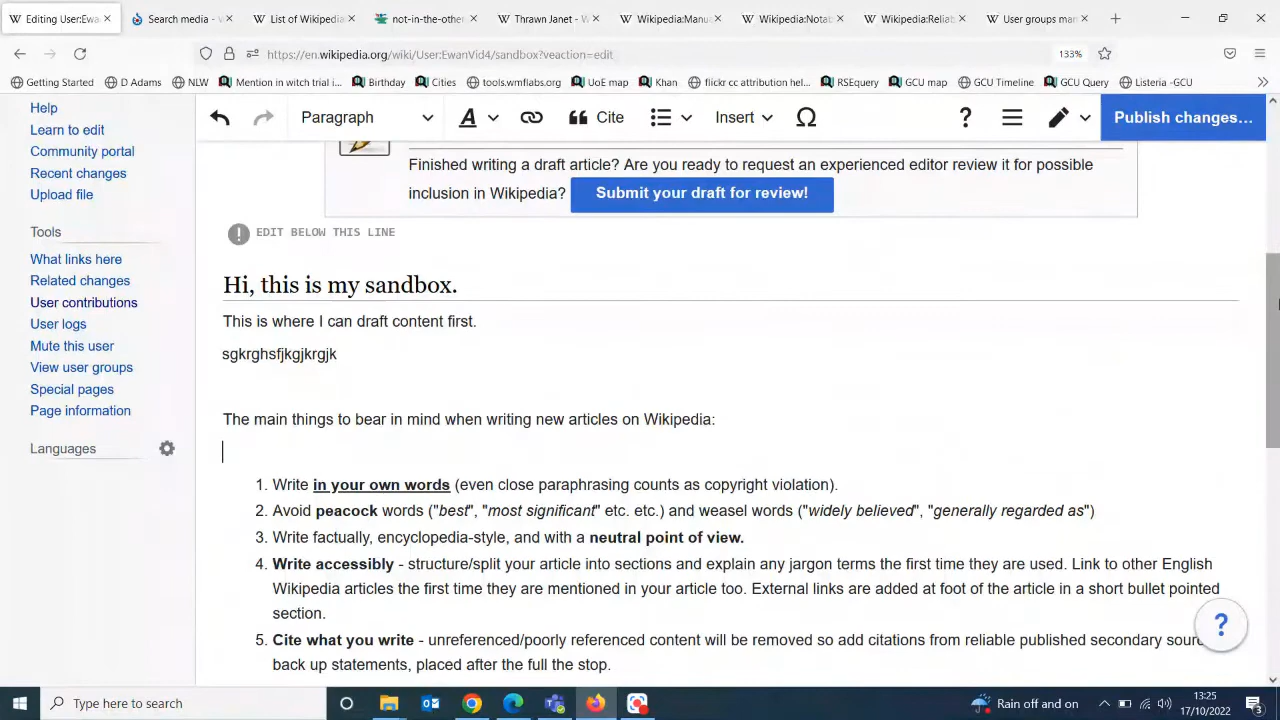 Editing User:Ewa
Search media - 
List of Wikipedia
not-in-the-other
Thrawn Janet - W
Wikipedia:Manu
Wikipedia:Notab
Wikipedia:Reliab
User groups man
https://en.wikipedia.org/wiki/User:EwanVid4/sandbox?veaction=edit
133%
Getting Started
D Adams
NLW
Mention in witch trial i...
Birthday
Cities
tools.wmflabs.org
UoE map
Khan
flickr cc attribution hel...
RSEquery
GCU map
GCU Timeline
GCU Query
Listeria -GCU
Help
Learn to edit
Community portal
Recent changes
Upload file
Tools
What links here
Related changes
User contributions
User logs
Mute this user
View user groups
Special pages
Page information
Languages
Paragraph
A
Cite
Insert
Ω
?
Publish changes...
Finished writing a draft article? Are you ready to request an experienced editor review it for possible
inclusion in Wikipedia? Submit your draft for review!
! EDIT BELOW THIS LINE
Hi, this is my sandbox.
This is where I can draft content first.
sgkrghsfjkgjkrgjk
The main things to bear in mind when writing new articles on Wikipedia:
1. Write in your own words (even close paraphrasing counts as copyright violation).
2. Avoid peacock words ("best", "most significant" etc. etc.) and weasel words ("widely believed", "generally regarded as")
3. Write factually, encyclopedia-style, and with a neutral point of view.
4. Write accessibly - structure/split your article into sections and explain any jargon terms the first time they are used. Link to other English
Wikipedia articles the first time they are mentioned in your article too. External links are added at foot of the article in a short bullet pointed
section.
5. Cite what you write - unreferenced/poorly referenced content will be removed so add citations from reliable published secondary sour
back up statements, placed after the full the stop.
?
Type here to search
Rain off and on
13:25
17/10/2022
3